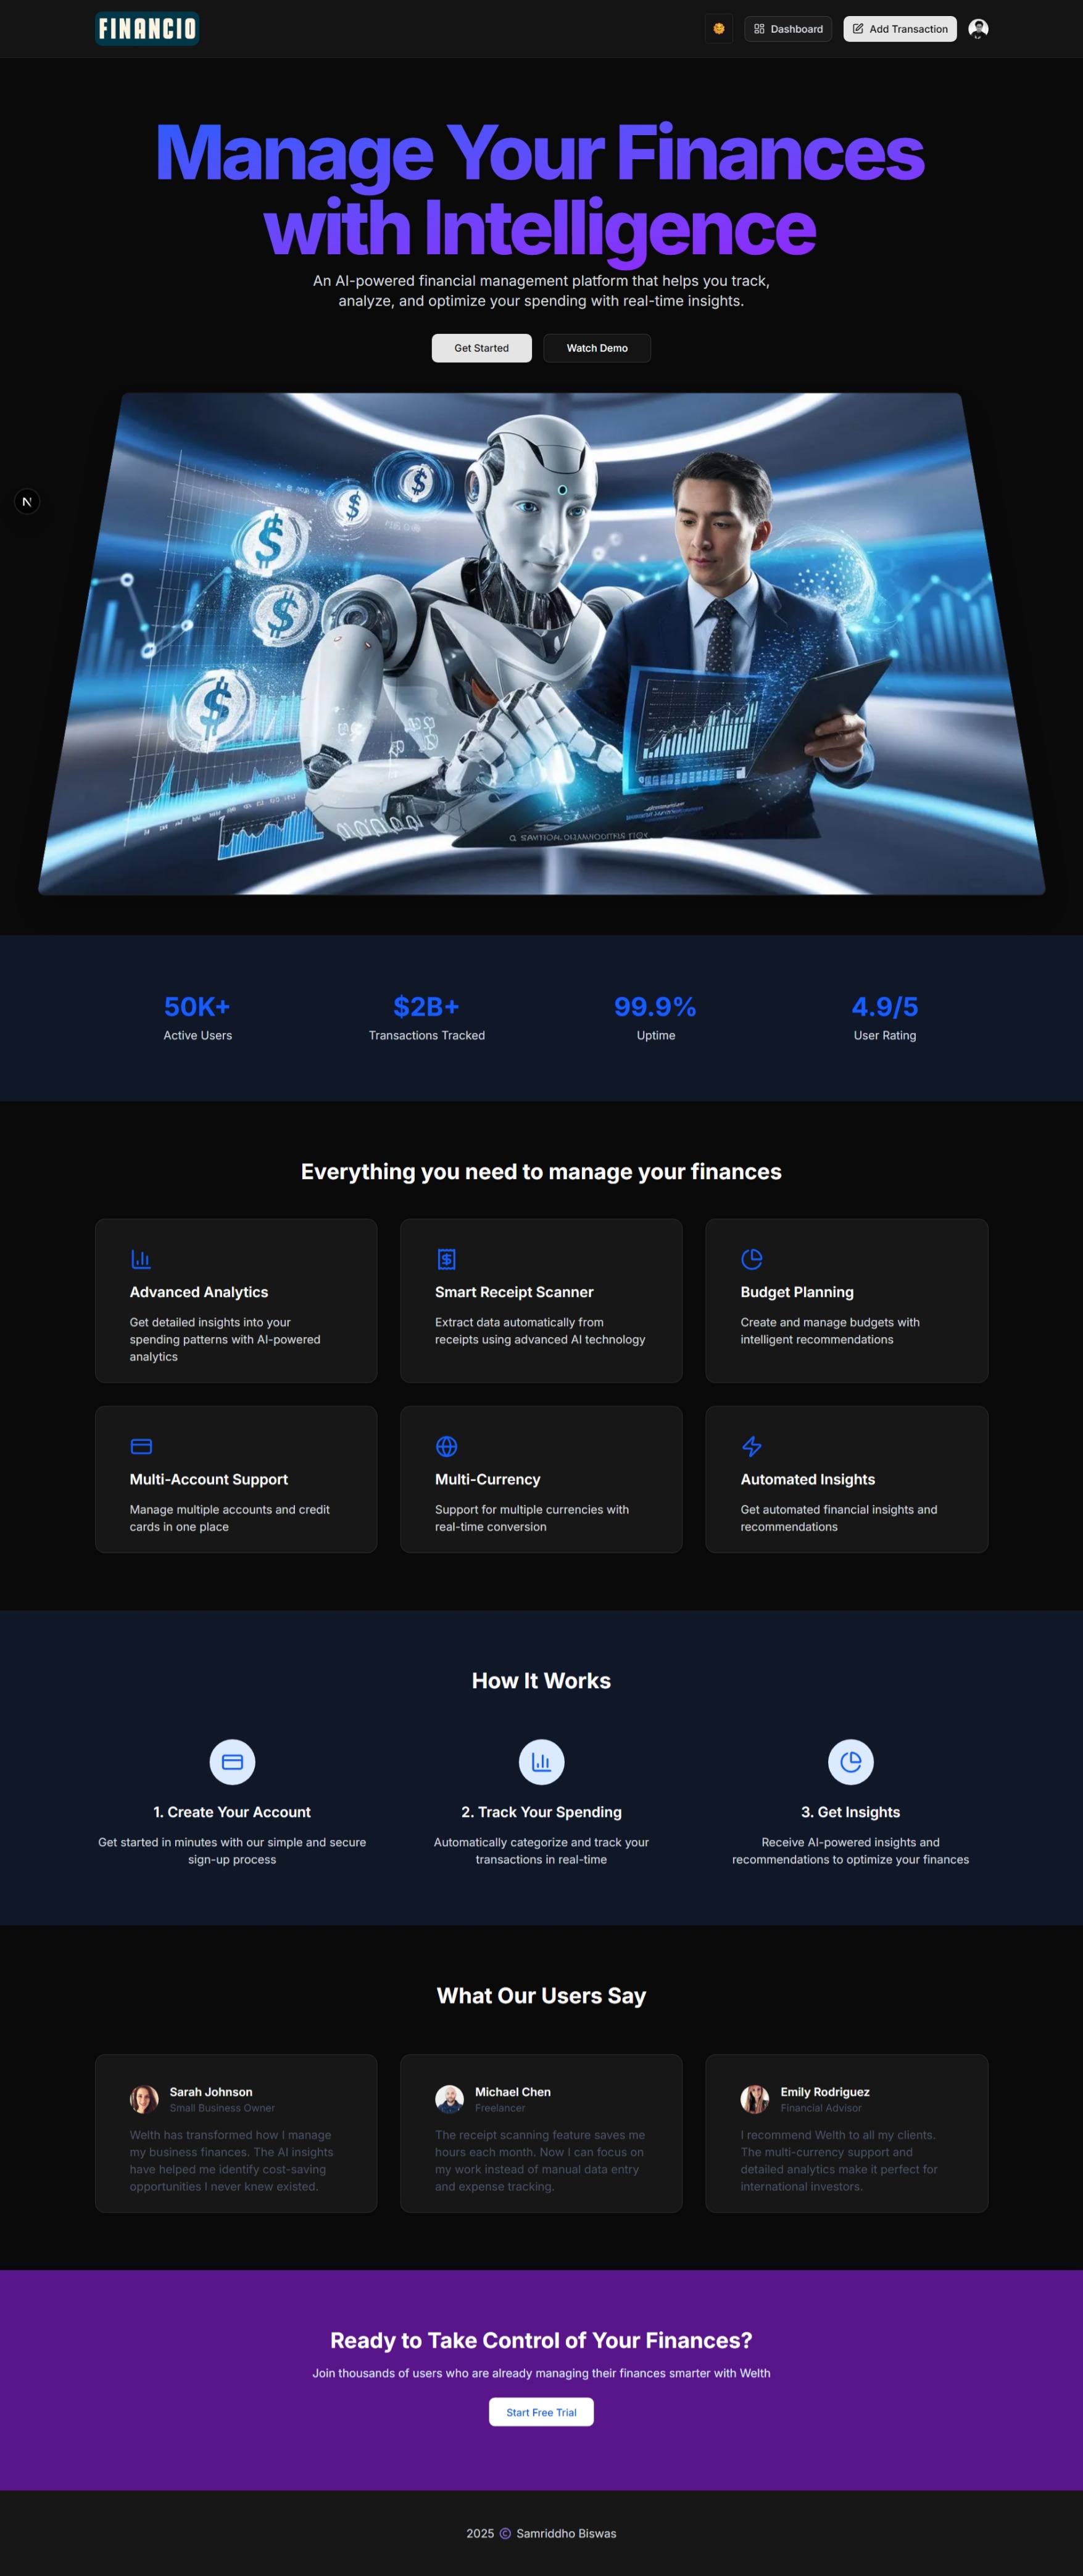 FINANCIO
Dashboard
Add Transaction
Manage Your Finances
with Intelligence
An AI-powered financial management platform that helps you track,
analyze, and optimize your spending with real-time insights.
Get Started
Watch Demo
N
50K+
Active Users
$2B+
Transactions Tracked
99.9%
Uptime
4.9/5
User Rating
Everything you need to manage your finances
Advanced Analytics
Get detailed insights into your
spending patterns with AI-powered
analytics
Smart Receipt Scanner
Extract data automatically from
receipts using advanced AI technology
Budget Planning
Create and manage budgets with
intelligent recommendations
Multi-Account Support
Manage multiple accounts and credit
cards in one place
Multi-Currency
Support for multiple currencies with
real-time conversion
Automated Insights
Get automated financial insights and
recommendations
How It Works
1. Create Your Account
Get started in minutes with our simple and secure
sign-up process
2. Track Your Spending
Automatically categorize and track your
transactions in real-time
3. Get Insights
Receive AI-powered insights and
recommendations to optimize your finances
What Our Users Say
Sarah Johnson
Small Business Owner
Welth has transformed how I manage
my business finances. The AI insights
have helped me identify cost-saving
opportunities I never knew existed.
Michael Chen
Freelancer
The receipt scanning feature saves me
hours each month. Now I can focus on
my work instead of manual data entry
and expense tracking.
Emily Rodriguez
Financial Advisor
I recommend Welth to all my clients.
The multi-currency support and
detailed analytics make it perfect for
international investors.
Ready to Take Control of Your Finances?
Join thousands of users who are already managing their finances smarter with Welth
Start Free Trial
2025 © Samriddho Biswas